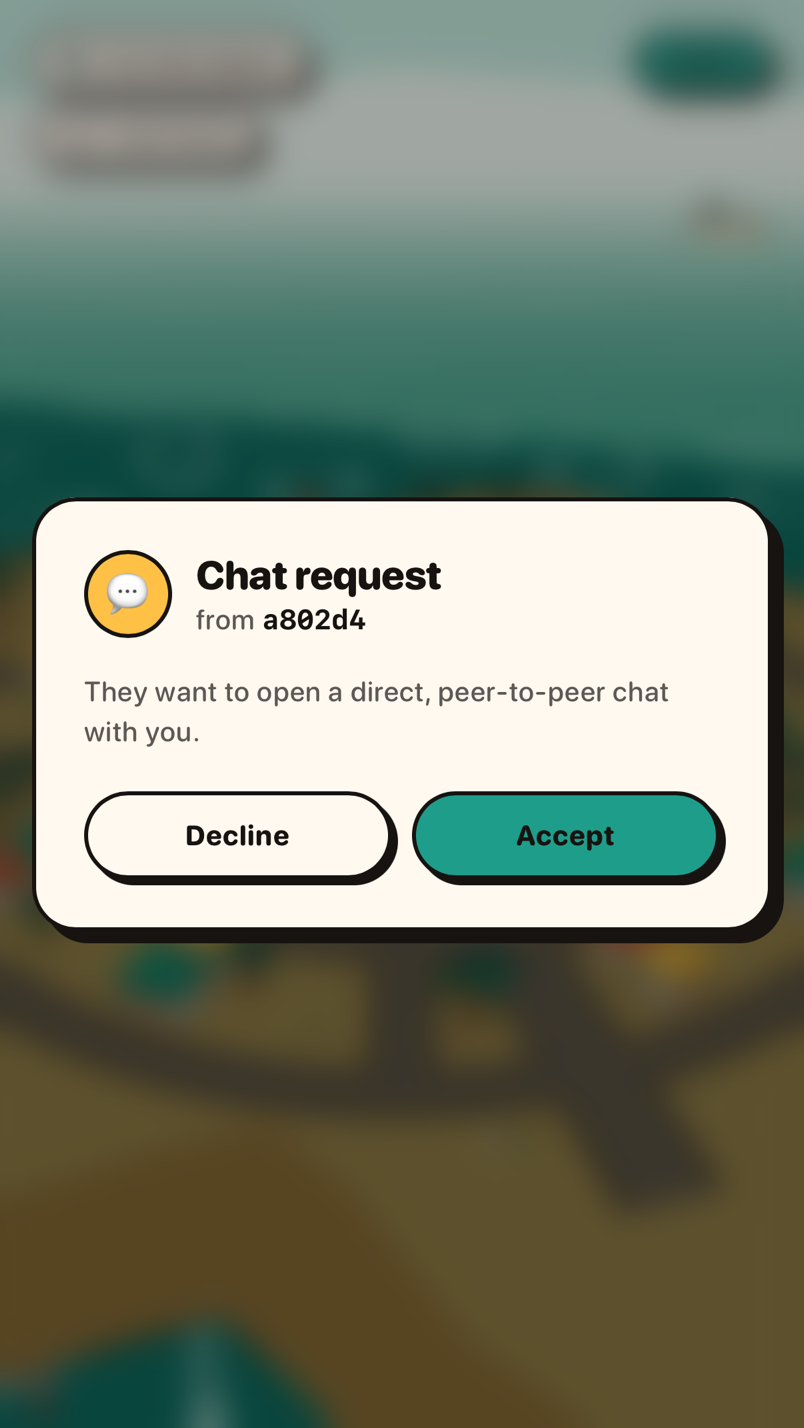 Chat request
from a802d4
They want to open a direct, peer-to-peer chat
with you.
Decline
Accept